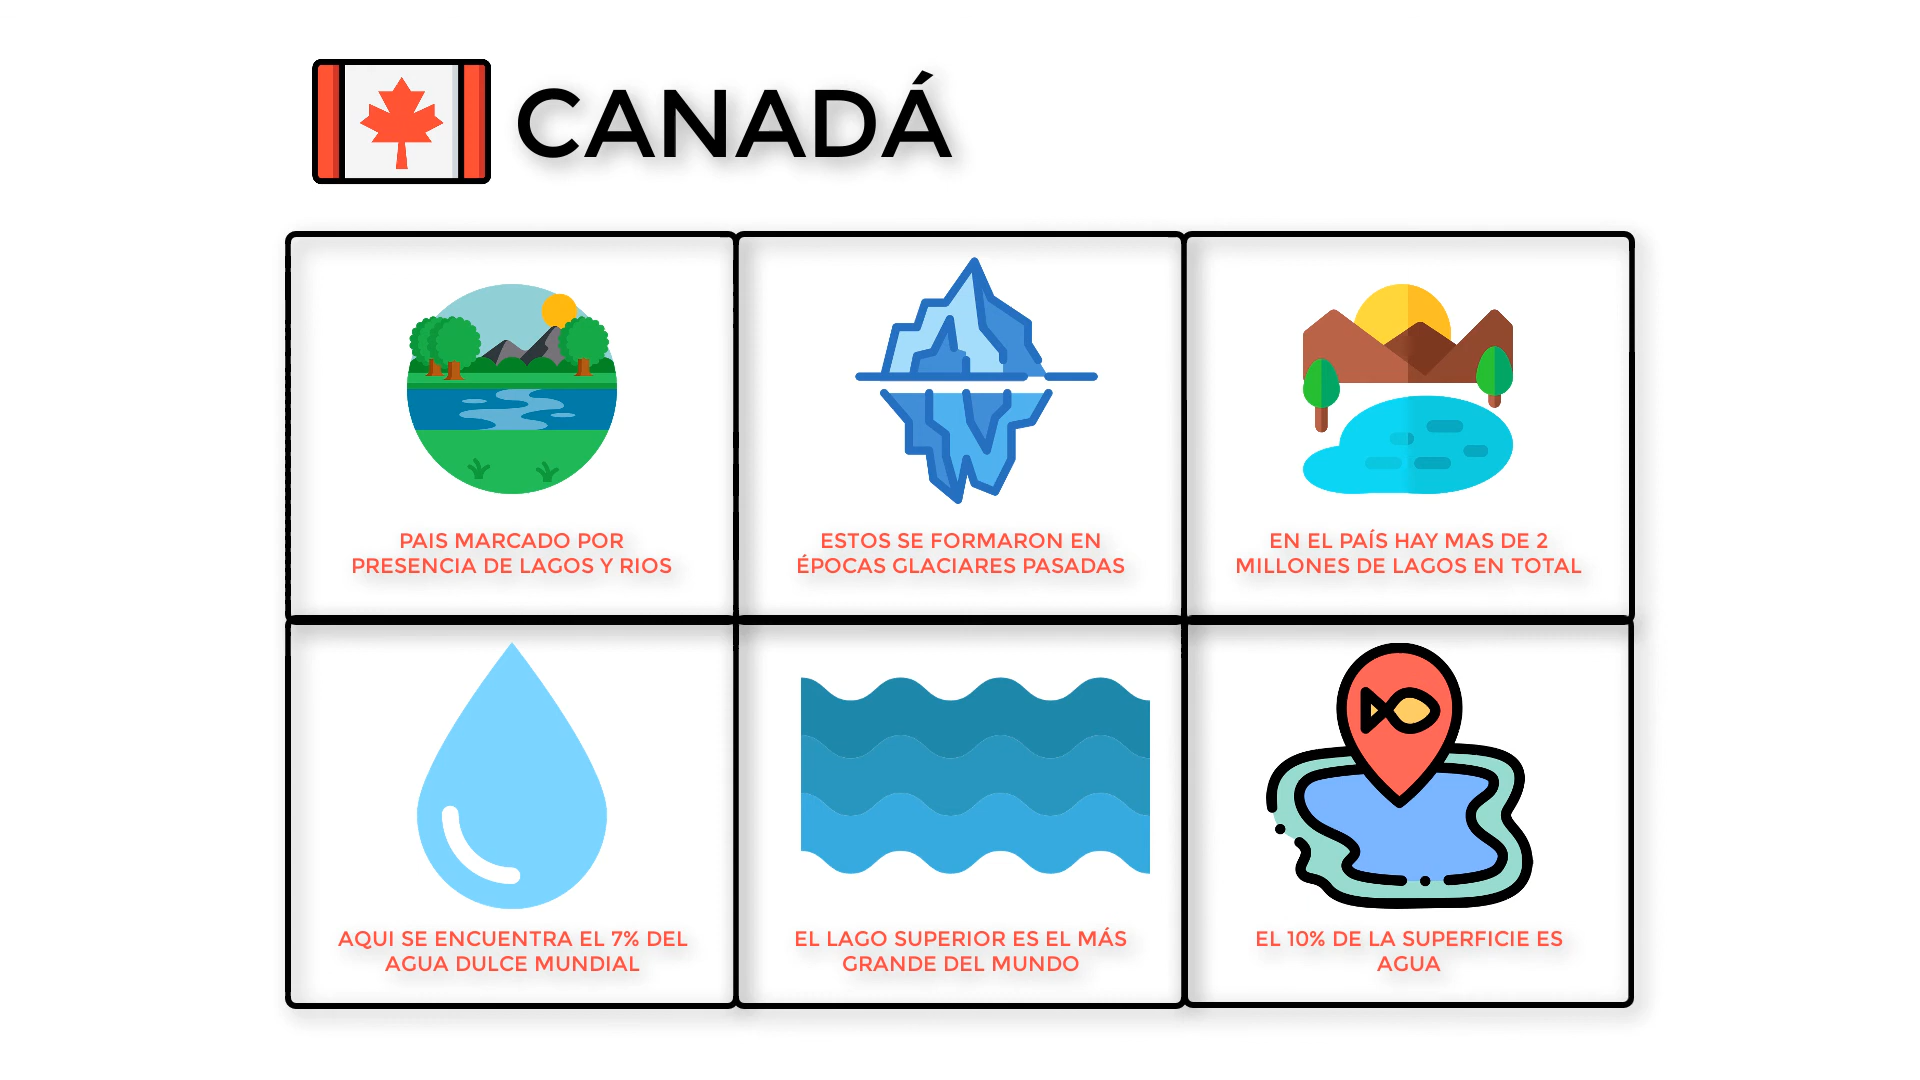 CANADÁ
PAIS MARCADO POR
PRESENCIA DE LAGOS Y RIOS
ESTOS SE FORMARON EN
ÉPOCAS GLACIARES PASADAS
EN EL PAÍS HAY MAS DE 2
MILLONES DE LAGOS EN TOTAL
AQUI SE ENCUENTRA EL 7% DEL
AGUA DULCE MUNDIAL
EL LAGO SUPERIOR ES EL MÁS
GRANDE DEL MUNDO
EL 10% DE LA SUPERFICIE ES
AGUA